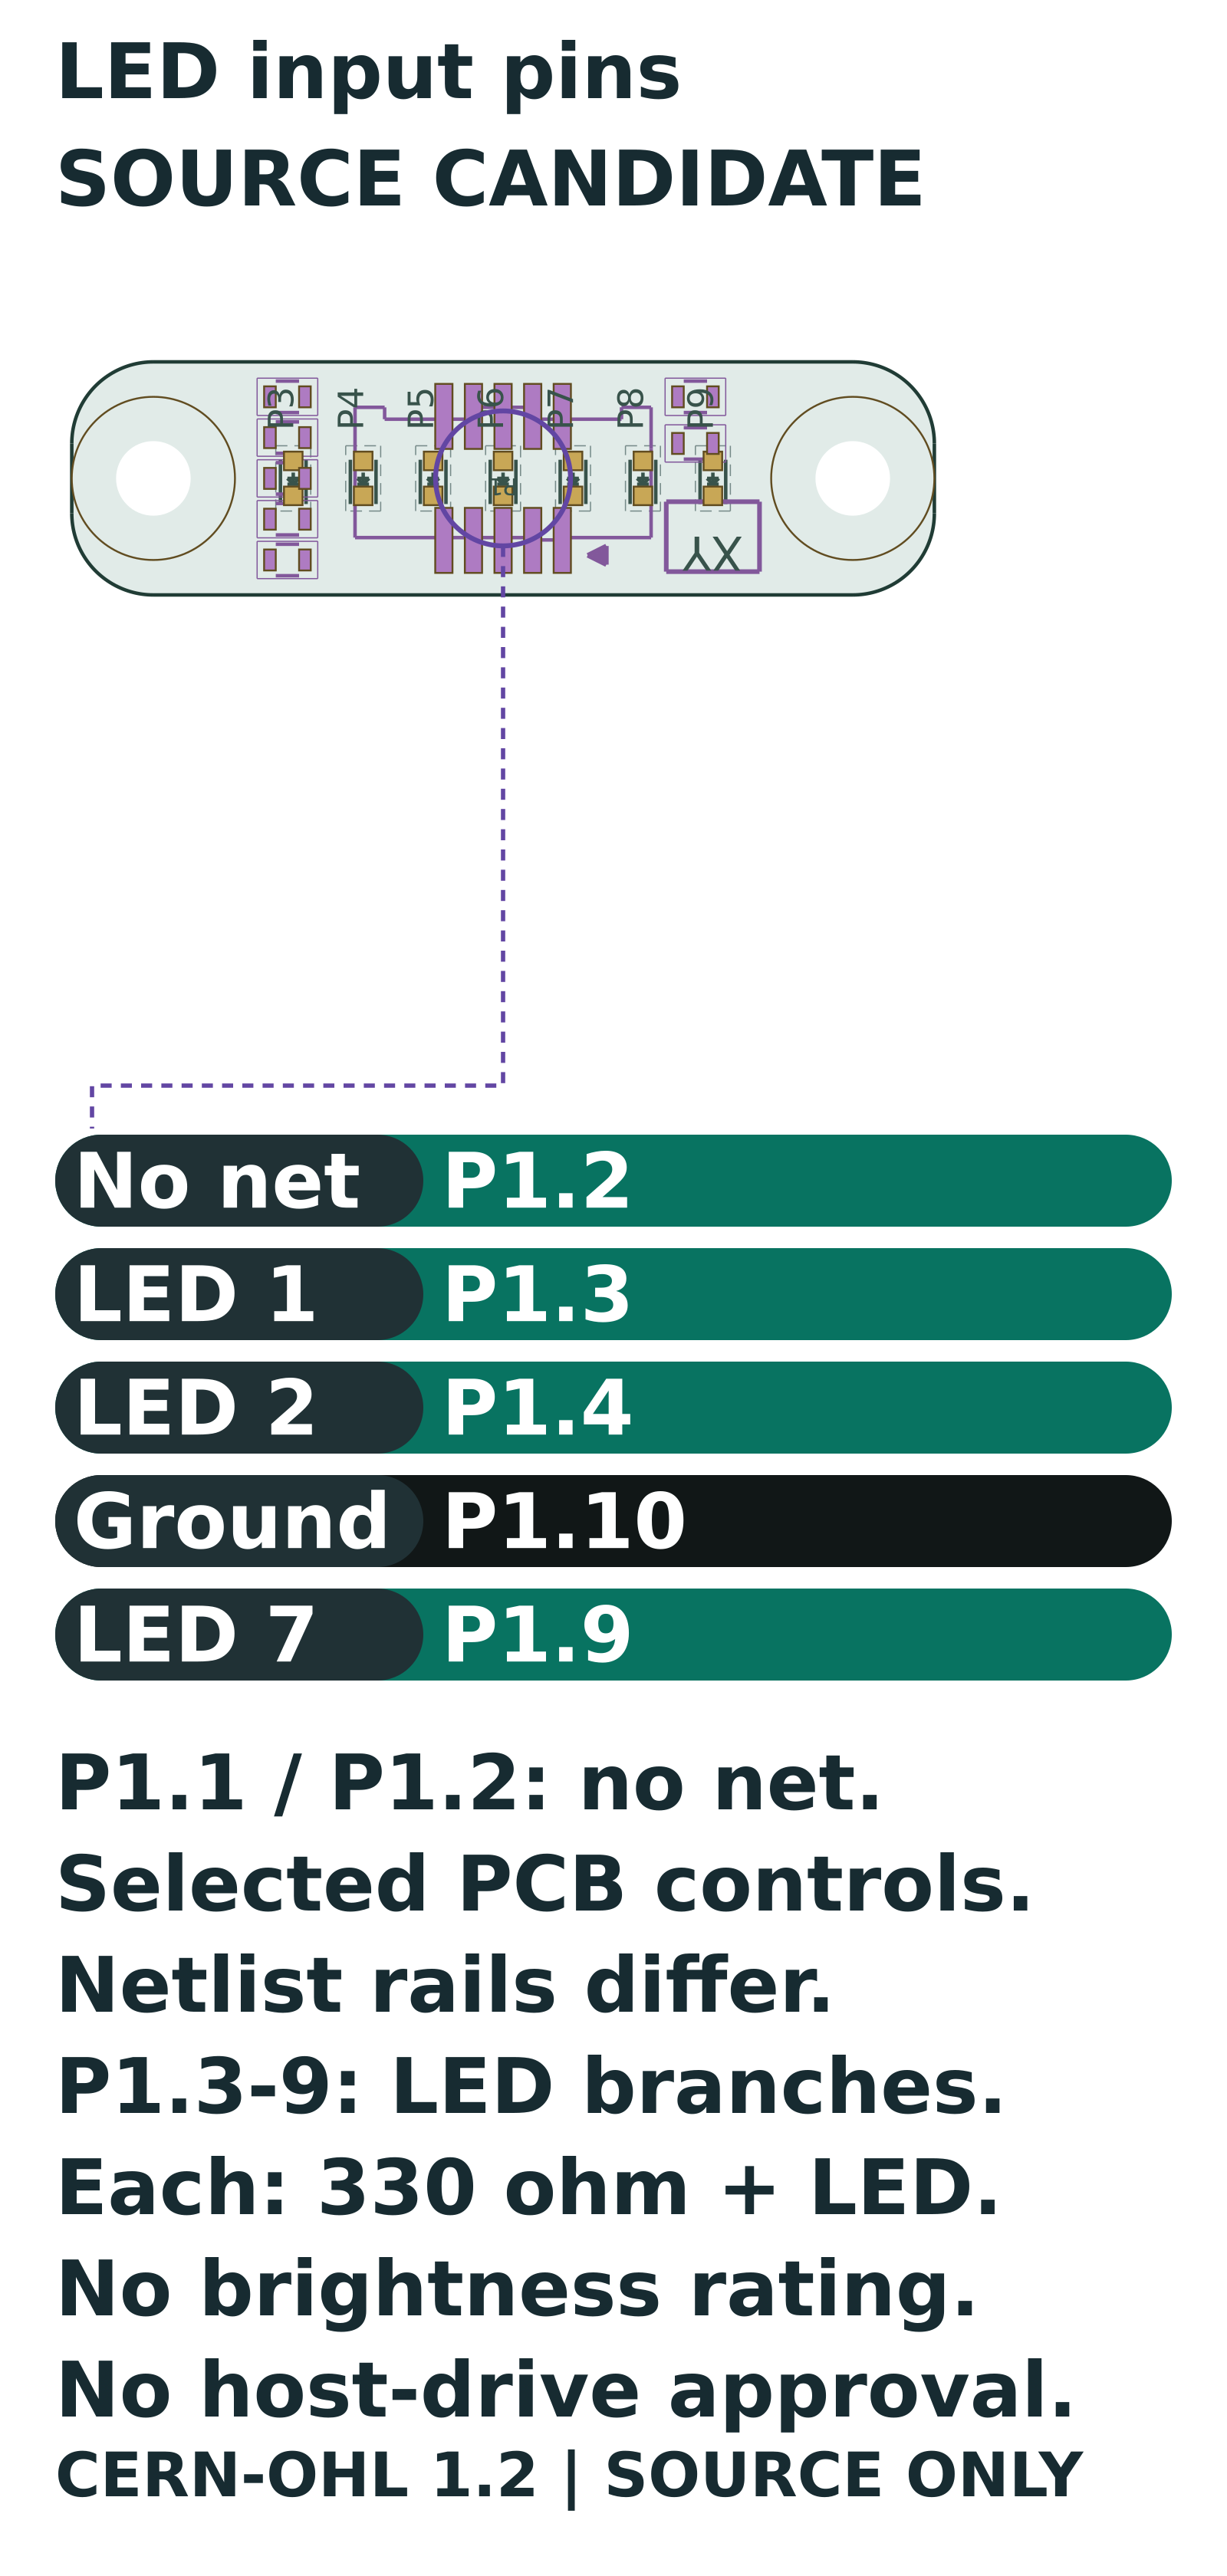 LED input pins
SOURCE CANDIDATE
P3 P4 P5 P6 P7 P8 P9
P1
XY
No net P1.2
LED 1 P1.3
LED 2 P1.4
Ground P1.10
LED 7 P1.9
P1.1 / P1.2: no net.
Selected PCB controls.
Netlist rails differ.
P1.3-9: LED branches.
Each: 330 ohm + LED.
No brightness rating.
No host-drive approval.
CERN-OHL 1.2 | SOURCE ONLY